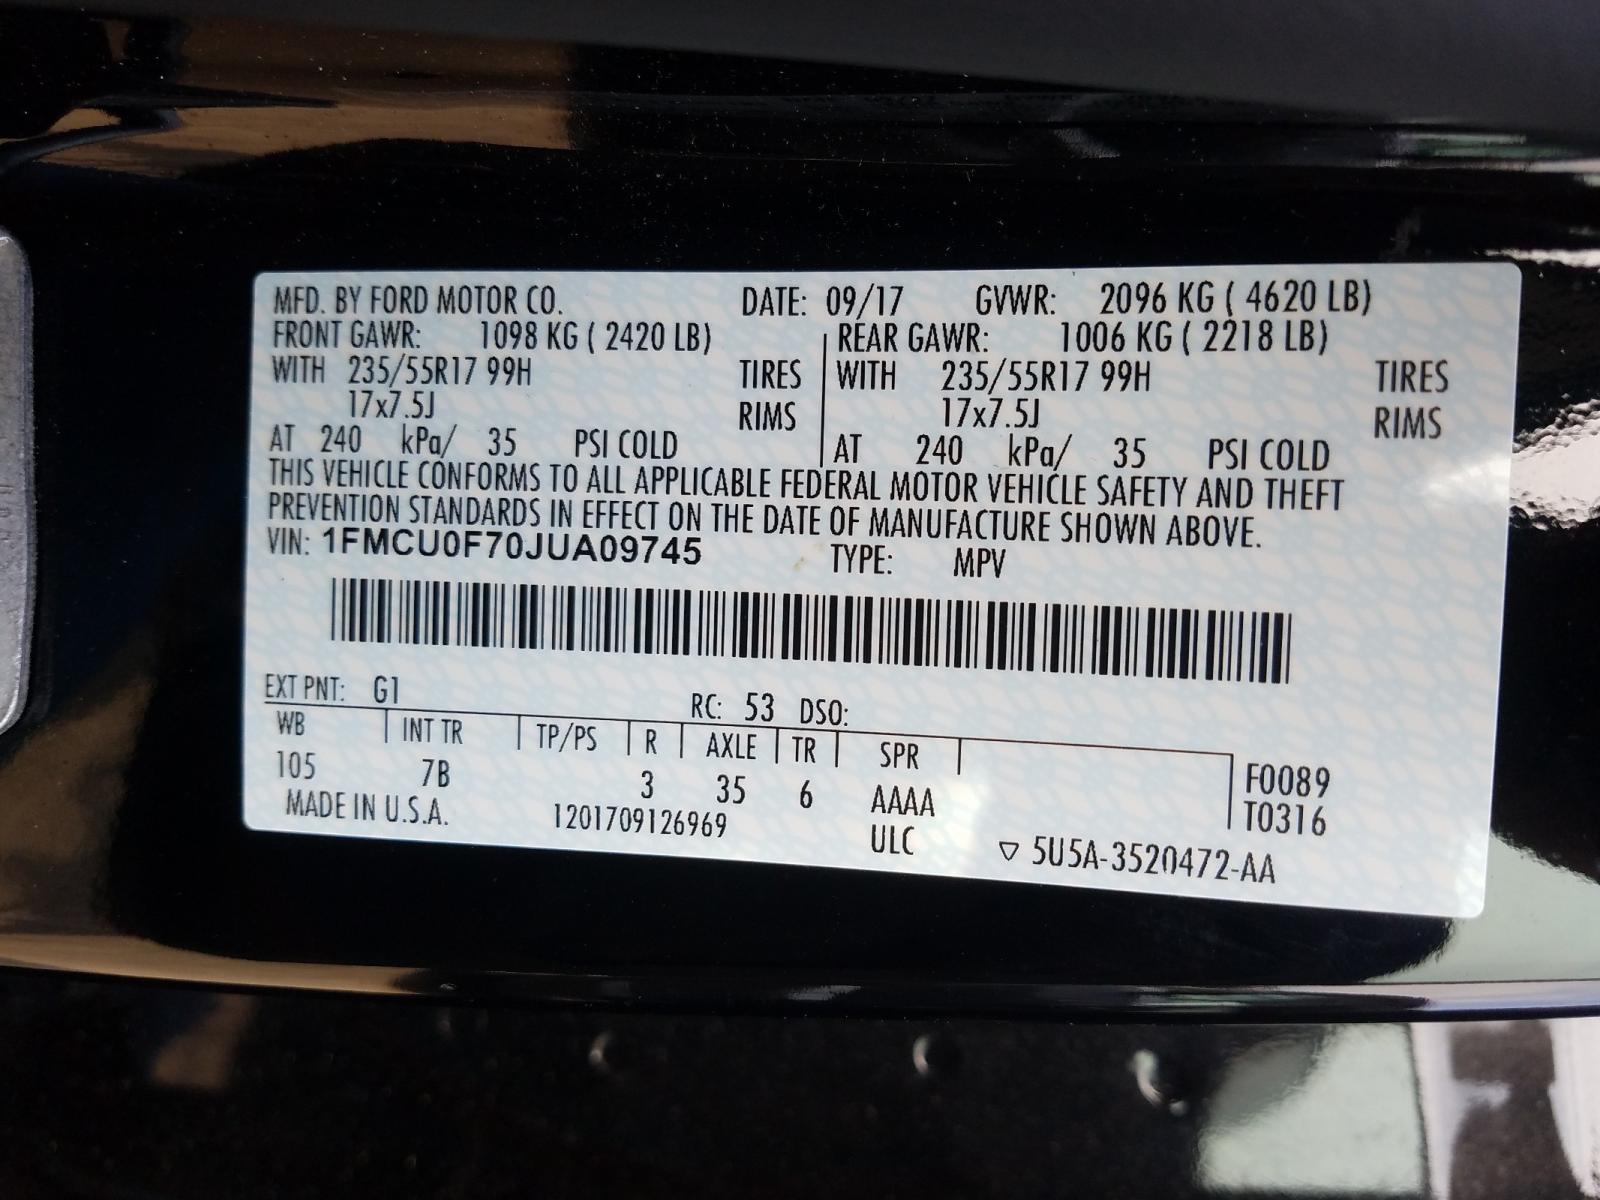 MFD. BY FORD MOTOR CO. DATE: 09/17 GVWR: 2096 KG ( 4620 LB)
FRONT GAWR: 1098 KG ( 2420 LB) REAR GAWR: 1006 KG ( 2218 LB)
WITH 235/55R17 99H TIRES WITH 235/55R17 99H TIRES
17x7.5J RIMS 17x7.5J RIMS
AT 240 kPa/ 35 PSI COLD AT 240 kPa/ 35 PSI COLD
THIS VEHICLE CONFORMS TO ALL APPLICABLE FEDERAL MOTOR VEHICLE SAFETY AND THEFT
PREVENTION STANDARDS IN EFFECT ON THE DATE OF MANUFACTURE SHOWN ABOVE.
VIN: 1FMCU0F70JUA09745 TYPE: MPV
EXT PNT: G1 RC: 53 DSO:
WB INT TR TP/PS R AXLE TR SPR
105 7B 3 35 6 AAAA F0089
MADE IN U.S.A. 1201709126969 ULC T0316
▽ 5U5A-3520472-AA